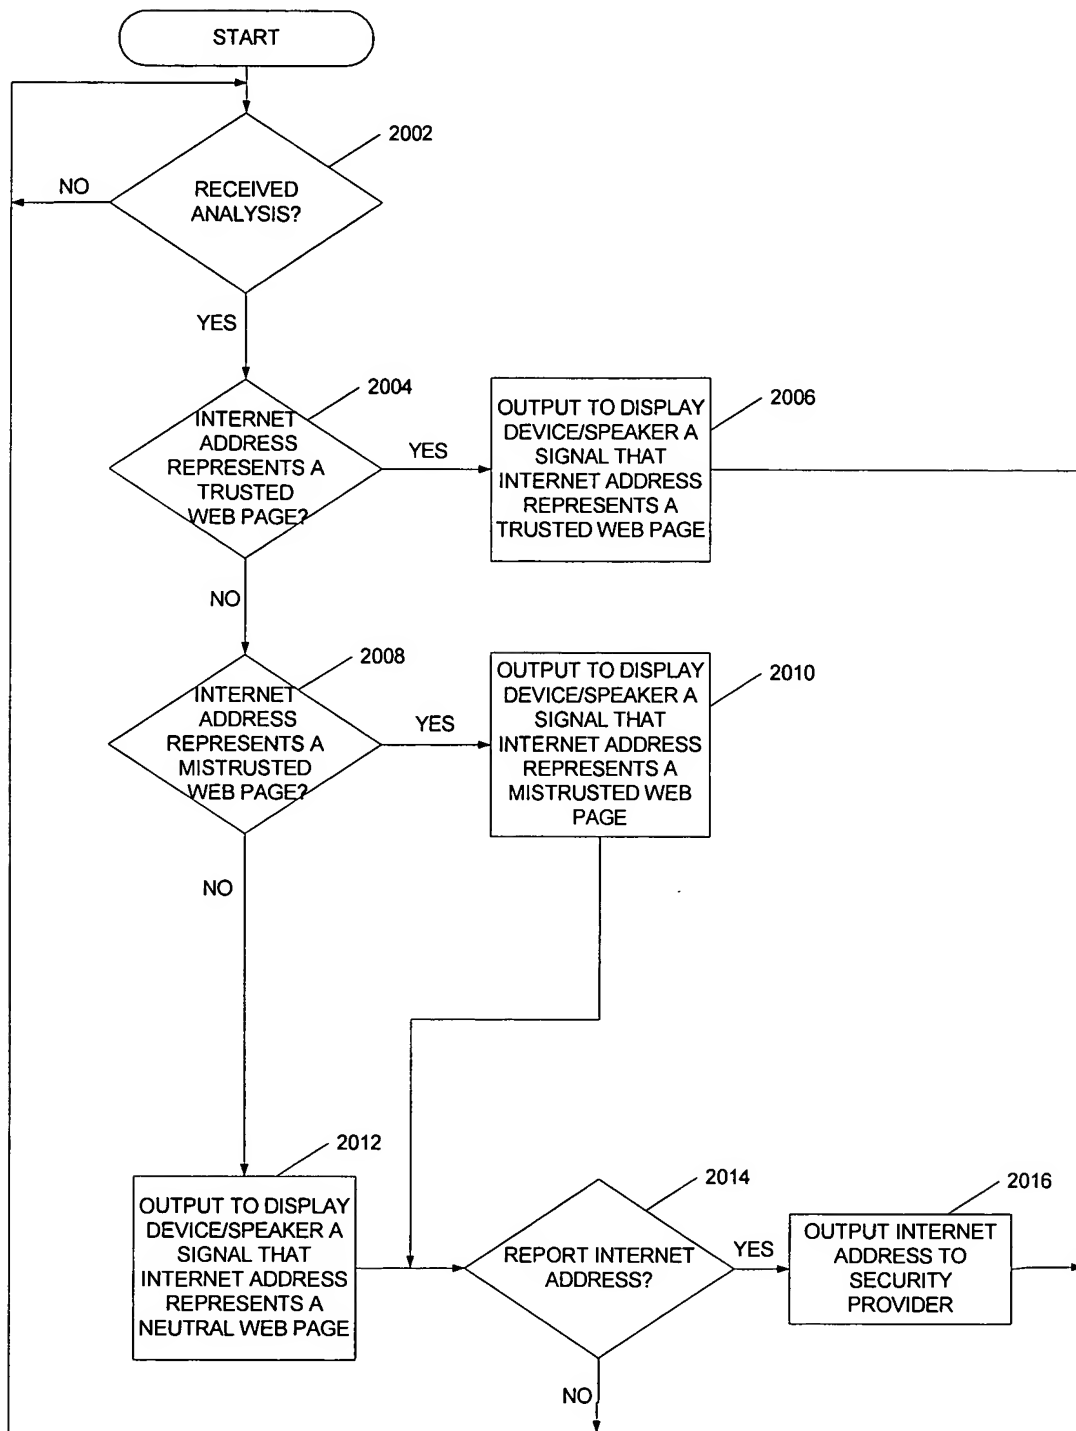 START
2002
NO
RECEIVED
ANALYSIS?
YES
2004
INTERNET
ADDRESS
REPRESENTS A
TRUSTED
WEB PAGE?
YES
2006
OUTPUT TO DISPLAY
DEVICE/SPEAKER A
SIGNAL THAT
INTERNET ADDRESS
REPRESENTS A
TRUSTED WEB PAGE
NO
2008
INTERNET
ADDRESS
REPRESENTS A
MISTRUSTED
WEB PAGE?
YES
2010
OUTPUT TO DISPLAY
DEVICE/SPEAKER A
SIGNAL THAT
INTERNET ADDRESS
REPRESENTS A
MISTRUSTED WEB
PAGE
NO
2012
OUTPUT TO DISPLAY
DEVICE/SPEAKER A
SIGNAL THAT
INTERNET ADDRESS
REPRESENTS A
NEUTRAL WEB PAGE
2014
REPORT INTERNET
ADDRESS?
YES
2016
OUTPUT INTERNET
ADDRESS TO
SECURITY
PROVIDER
NO